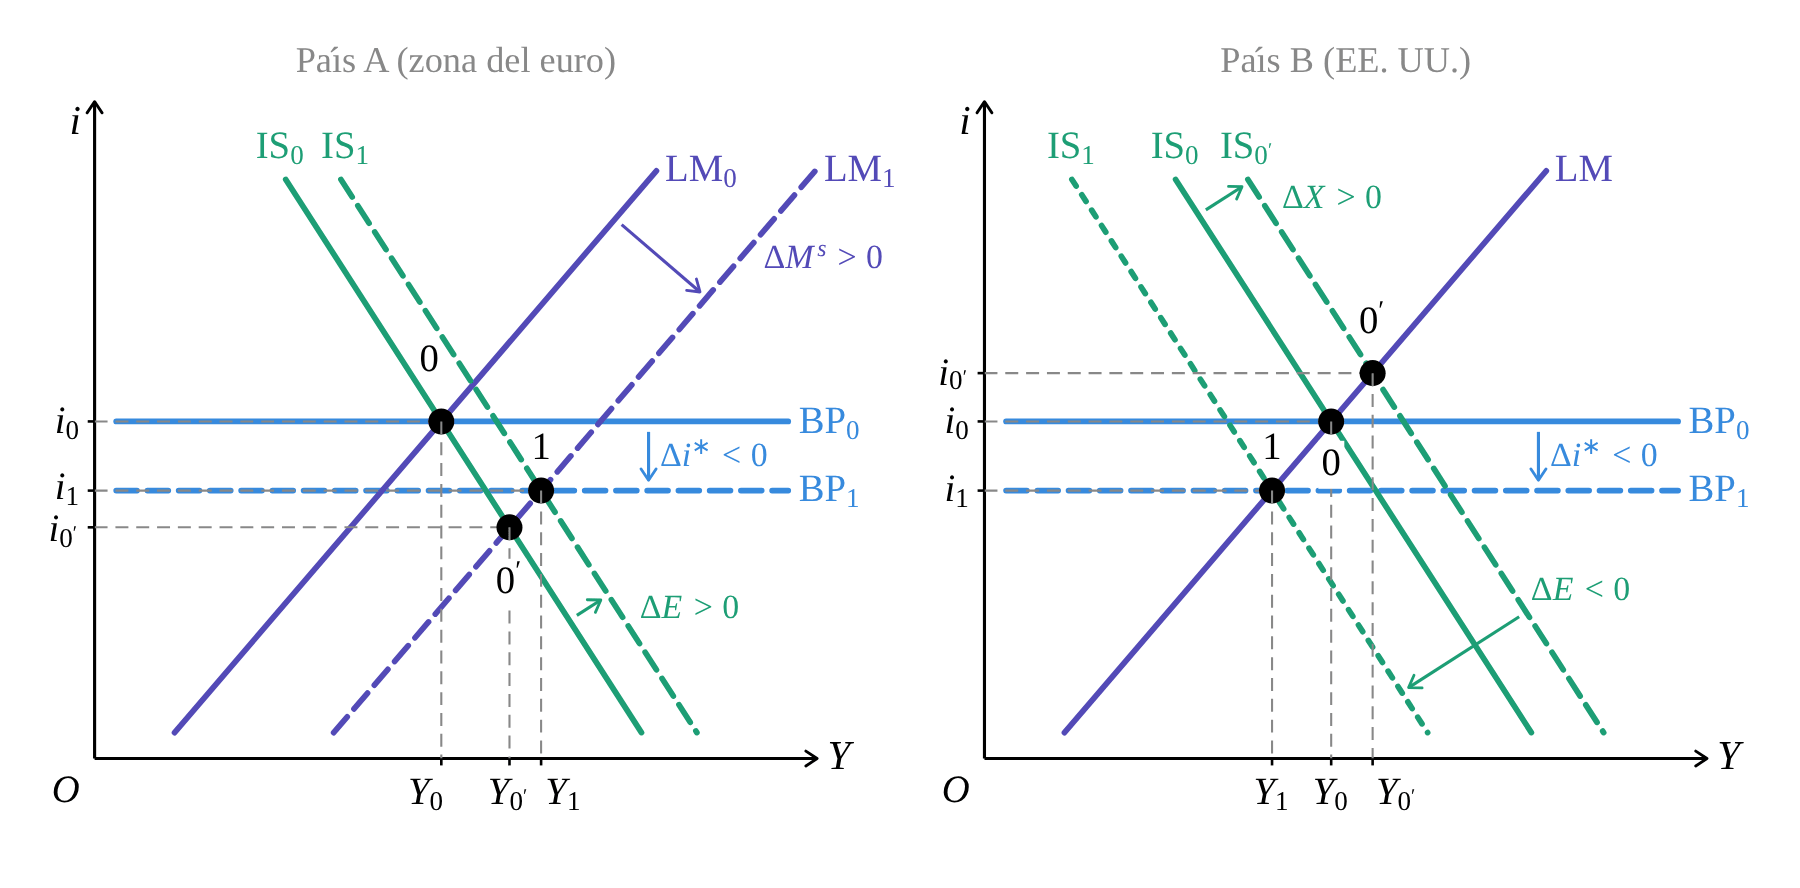 País A (zona del euro)
i
IS₀ IS₁
LM₀
LM₁
ΔMˢ > 0
0
i₀
BP₀
1
Δi* < 0
i₁
BP₁
i₀′
0′
ΔE > 0
Y
O
Y₀ Y₀′ Y₁
País B (EE. UU.)
i
IS₁ IS₀ IS₀′
LM
ΔX > 0
0′
i₀′
i₀
BP₀
1
0
Δi* < 0
i₁
BP₁
ΔE < 0
Y
O
Y₁ Y₀ Y₀′